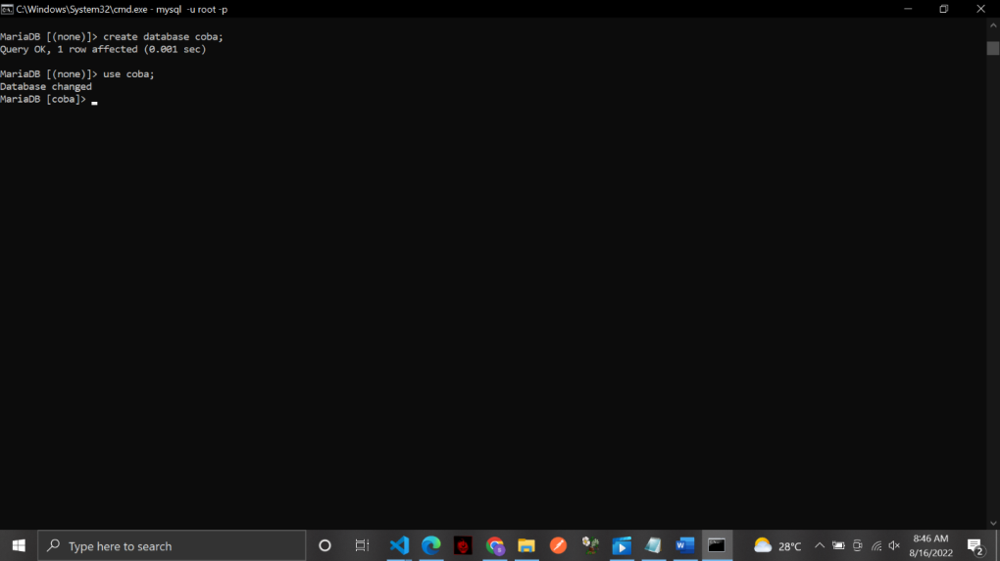 C:\Windows\System32\cmd.exe - mysql  -u root -p
MariaDB [(none)]> create database coba;
Query OK, 1 row affected (0.001 sec)
MariaDB [(none)]> use coba;
Database changed
MariaDB [coba]>
Type here to search
28°C
8:46 AM
8/16/2022
2